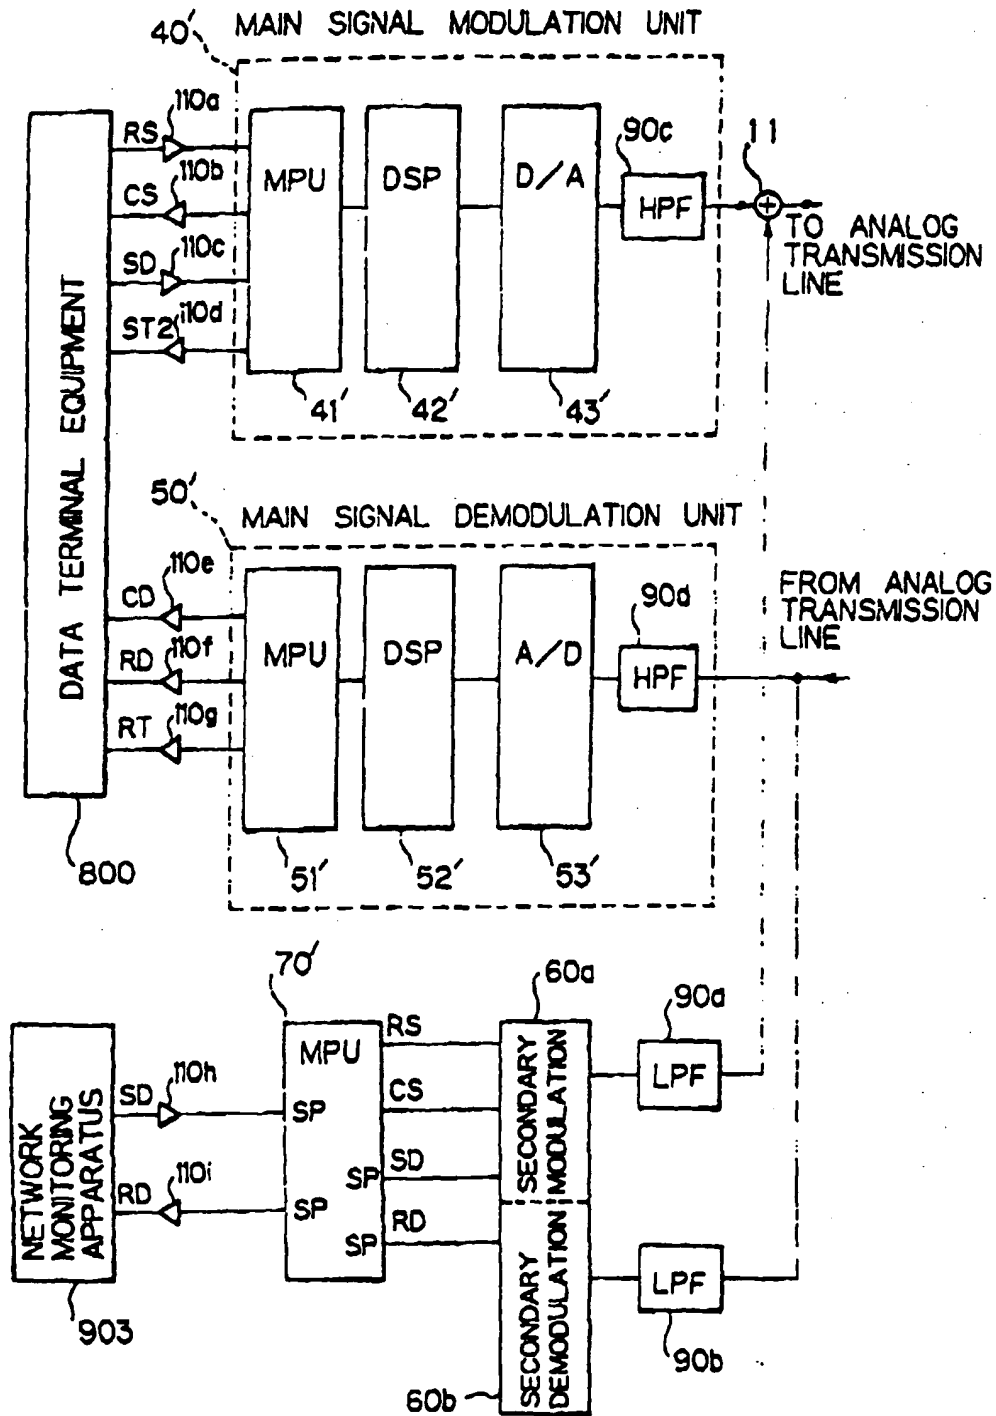 40′
MAIN SIGNAL MODULATION UNIT
RS
110a
CS
110b
SD
110c
ST2
110d
DATA TERMINAL EQUIPMENT
MPU
DSP
D/A
90c
HPF
11
TO ANALOG
TRANSMISSION
LINE
41′
42′
43′
50′
MAIN SIGNAL DEMODULATION UNIT
CD
110e
RD
110f
RT
110g
MPU
DSP
A/D
90d
HPF
FROM ANALOG
TRANSMISSION
LINE
800
51′
52′
53′
70′
60a
90a
NETWORK
MONITORING
APPARATUS
SD
110h
RD
110i
MPU
SP
SP
SP
SP
RS
CS
SD
RD
SECONDARY
MODULATION
SECONDARY
DEMODULATION
LPF
LPF
903
60b
90b